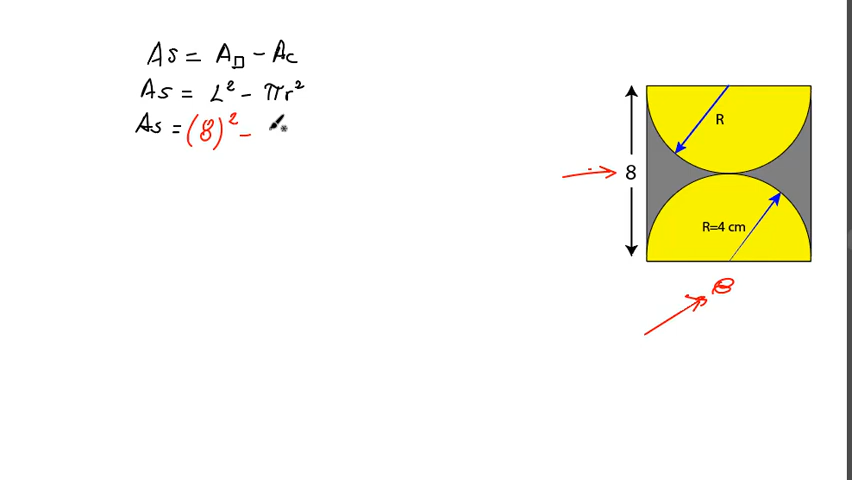 As = A□ - Ac
As = L² - πr²
As = (8)² -
R
8
R=4 cm
8